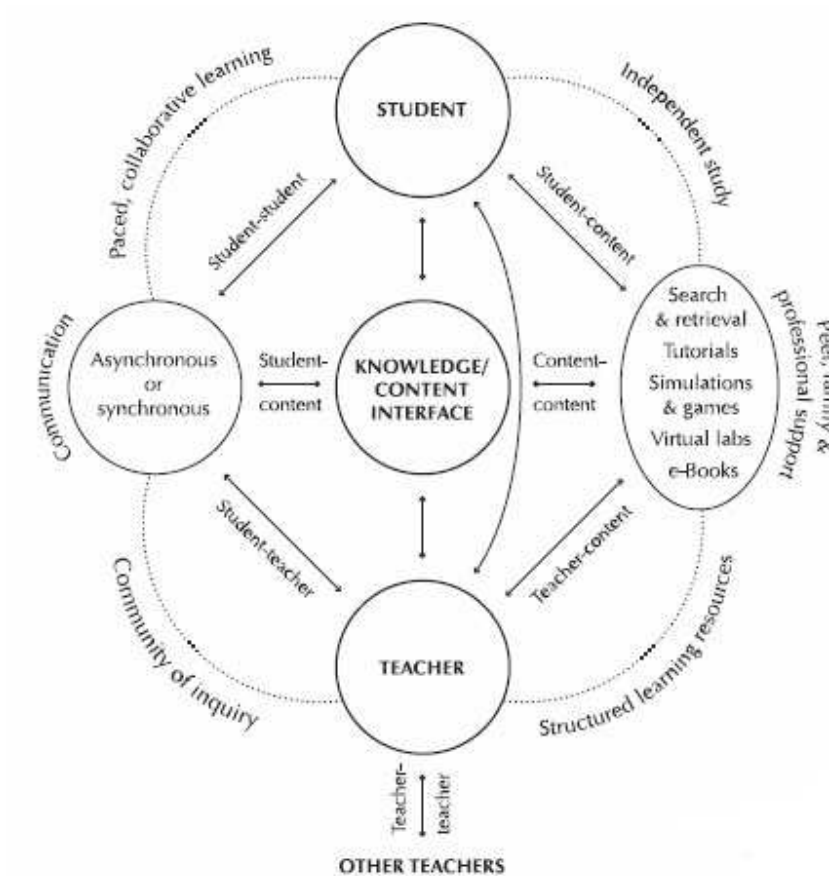 Paced, collaborative learning
STUDENT
Independent study
Student-student
Student-content
Communication
Asynchronous
or
synchronous
Student-
content
KNOWLEDGE/
CONTENT
INTERFACE
Content-
content
Search
& retrieval
Tutorials
Simulations
& games
Virtual labs
e-Books
family &
professional support
Student-teacher
Teacher-content
Community of inquiry
TEACHER
Structured learning resources
Teacher-
teacher
OTHER TEACHERS